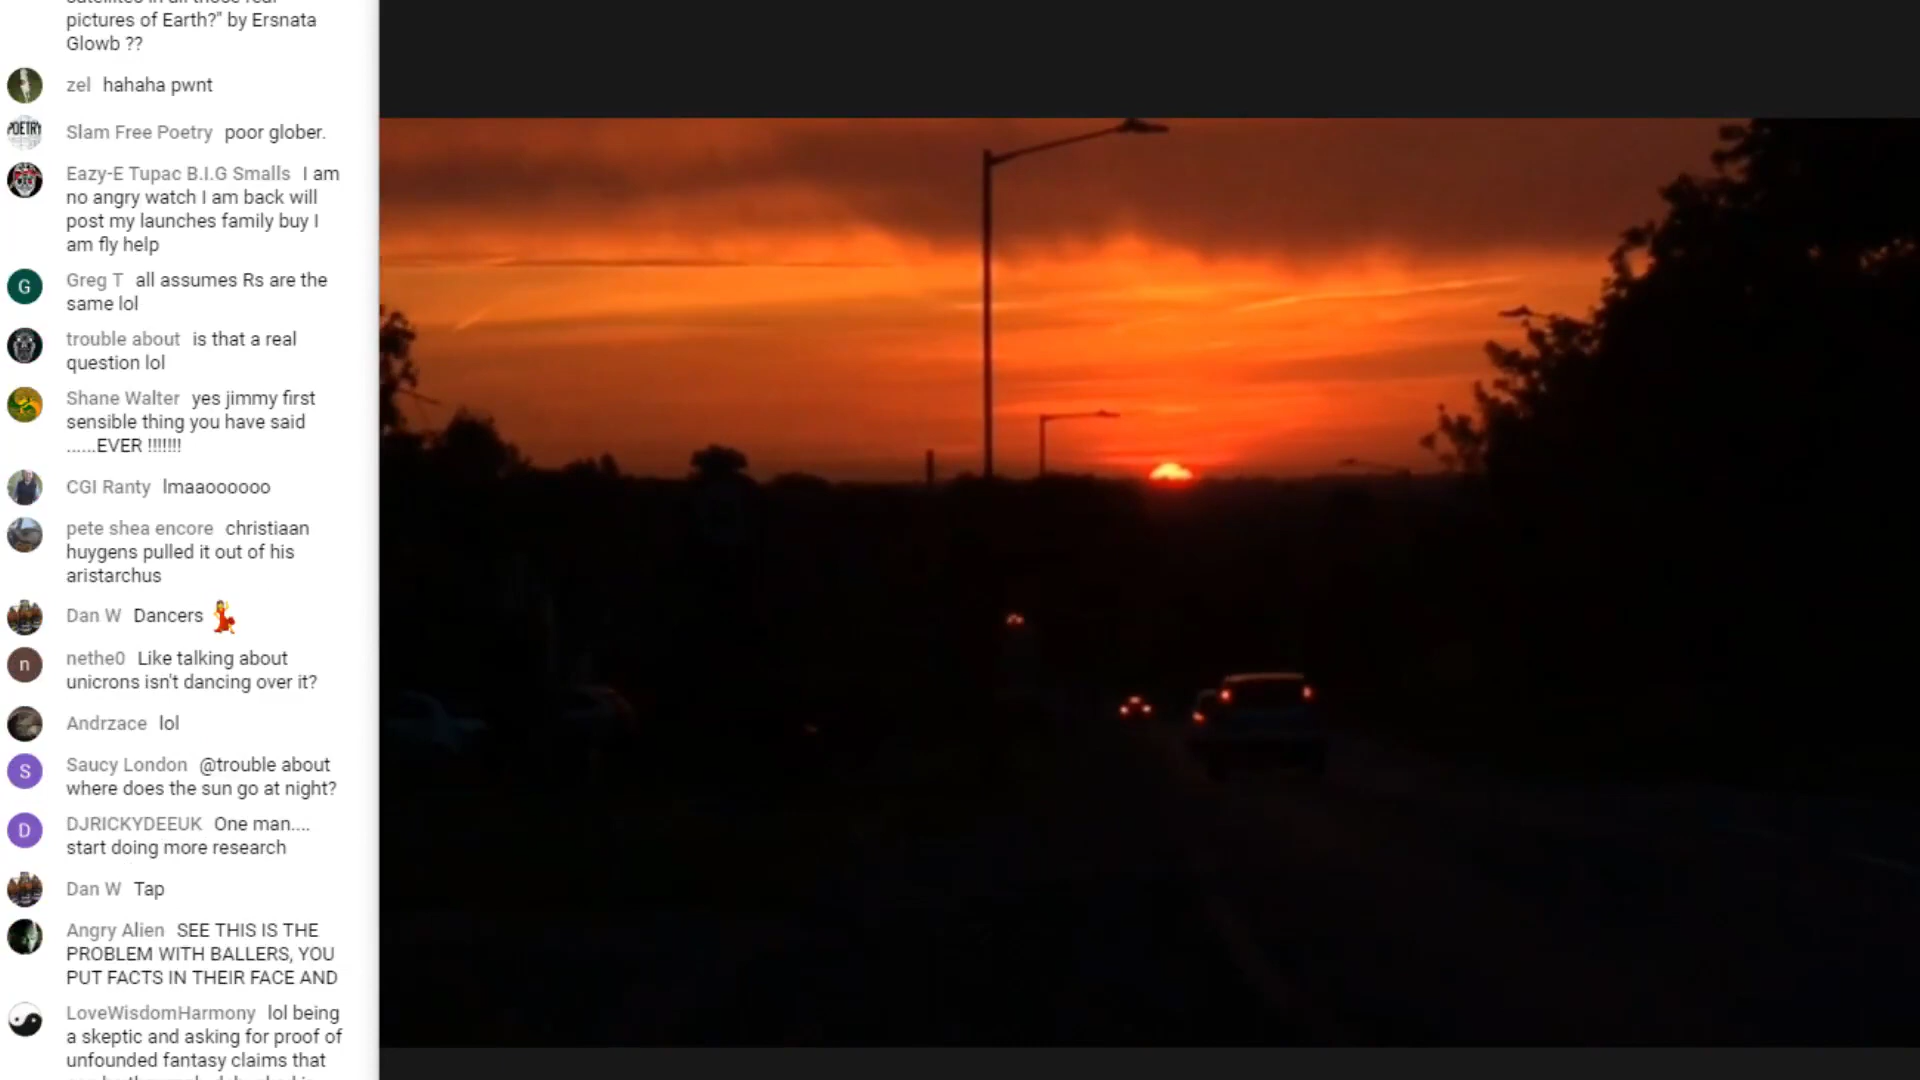 pictures of Earth?" by Ersnata
Glowb ??
zel hahaha pwnt
POETRY
Slam Free Poetry poor glober.
Eazy-E Tupac B.I.G Smalls I am
no angry watch I am back will
post my launches family buy I
am fly help
G
Greg T all assumes Rs are the
same lol
trouble about is that a real
question lol
Shane Walter yes jimmy first
sensible thing you have said
......EVER !!!!!!!
CGI Ranty lmaoooooo
pete shea encore christiaan
huygens pulled it out of his
aristarchus
Dan W Dancers 💃
n
nethe0 Like talking about
unicrons isn't dancing over it?
Andrzace lol
S
Saucy London @trouble about
where does the sun go at night?
D
DJRICKYDEEUK One man....
start doing more research
Dan W Tap
Angry Alien SEE THIS IS THE
PROBLEM WITH BALLERS, YOU
PUT FACTS IN THEIR FACE AND
LoveWisdomHarmony lol being
a skeptic and asking for proof of
unfounded fantasy claims that